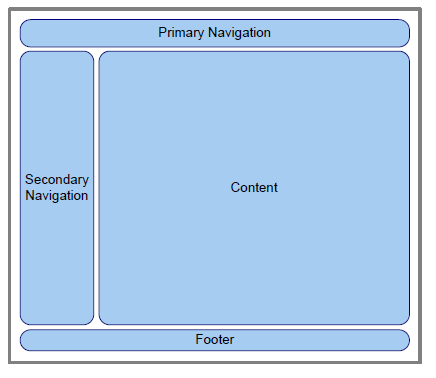 Primary Navigation
Secondary
Navigation
Content
Footer